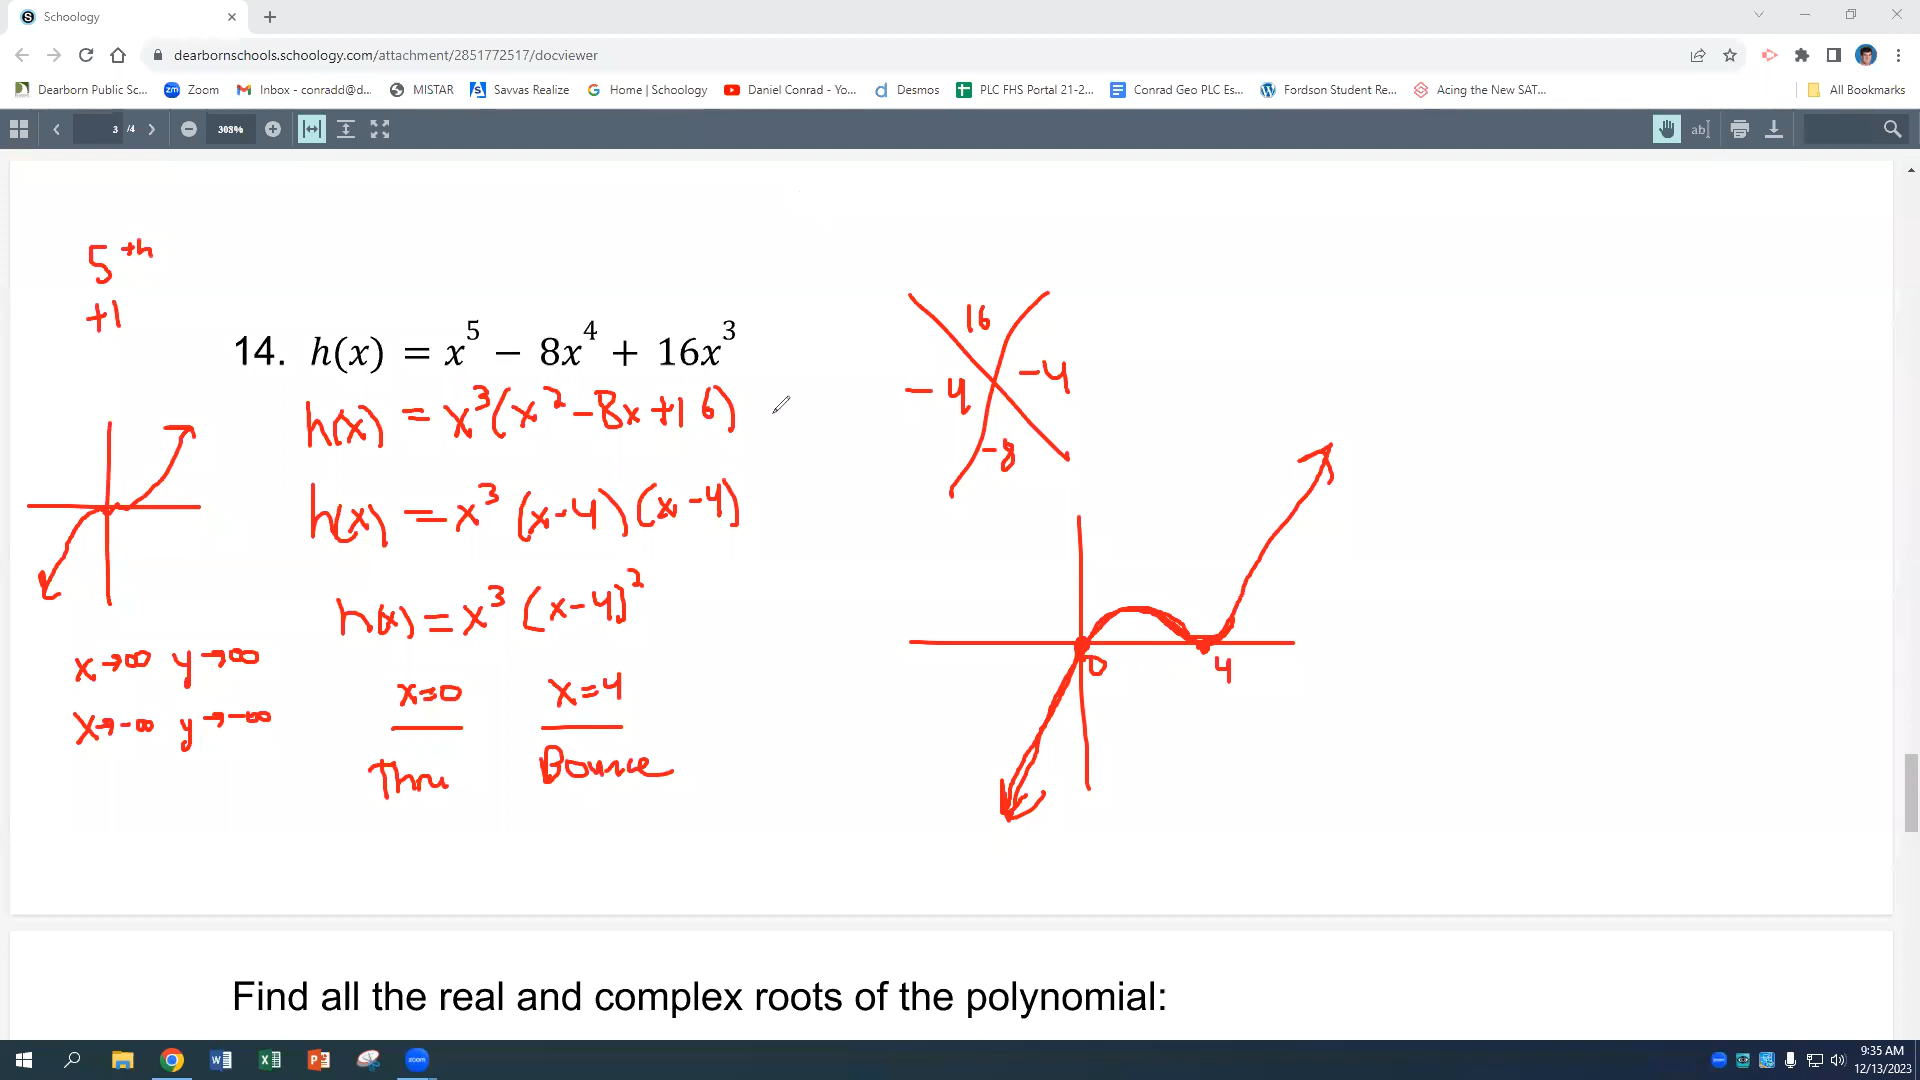 Schoology
dearbornschools.schoology.com/attachment/2851772517/docviewer
Dearborn Public Sc... Zoom Inbox - conradd@d... MISTAR Savvas Realize Home | Schoology Daniel Conrad - Yo... Desmos PLC FHS Portal 21-2... Conrad Geo PLC Es... Fordson Student Re... Acing the New SAT... All Bookmarks
3 /4 303% ab
5th
+1
14. h(x) = x⁵ − 8x⁴ + 16x³
h(x) = x³(x² − 8x + 16)
h(x) = x³ (x − 4)(x − 4)
h(x) = x³ (x − 4)²
x=0 x=4
Thru Bounce
x→∞ y→∞
x→−∞ y→−∞
16
−4 −4
−8
0 4
Find all the real and complex roots of the polynomial:
zoom
9:35 AM
12/13/2023